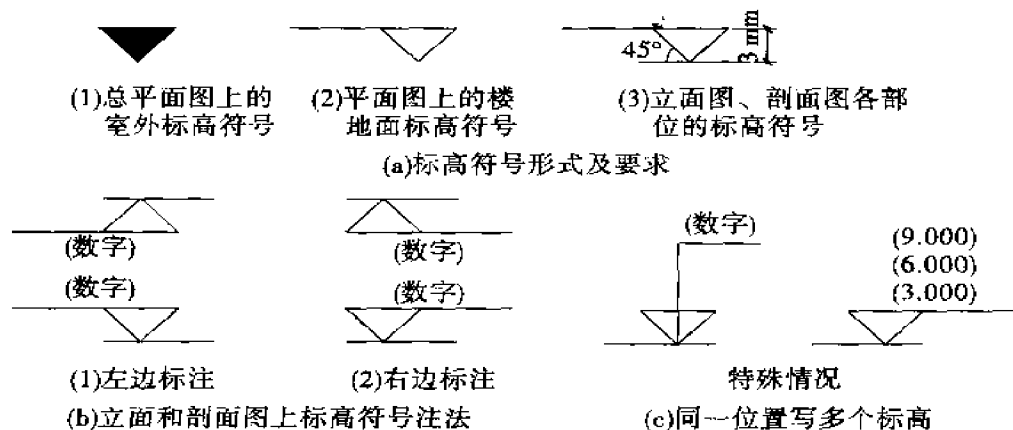 45°
3 mm
(1)总平面图上的
室外标高符号
(2)平面图上的楼
地面标高符号
(3)立面图、剖面图各部
位的标高符号
(a)标高符号形式及要求
(数字)
(数字)
(1)左边标注
(数字)
(数字)
(2)右边标注
(b)立面和剖面图上标高符号注法
(数字)
(9.000)
(6.000)
(3.000)
特殊情况
(c)同一位置写多个标高